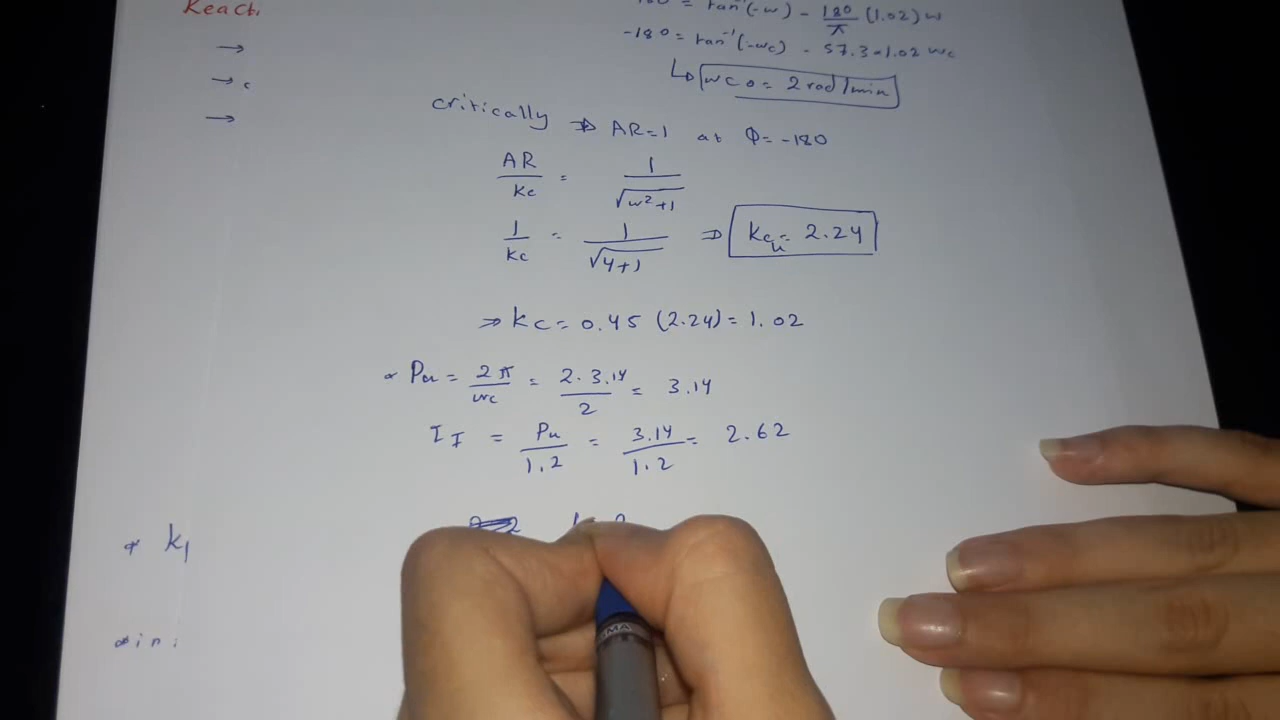 React.
-180 = tan⁻¹(-w) - 180/π (1.02) w
→
-180 = tan⁻¹(-wc) - 57.3*1.02 wc
→ c
↳ wco = 2 rad/min
→
critically ⇒ AR=1 at Φ=-180
AR/Kc = 1/√(w²+1)
1/Kc = 1/√(4+1) ⇒ Kcu = 2.24
⇒ Kc = 0.45 (2.24) = 1.02
Pu = 2π/wc = 2.3.14/2 = 3.14
τI = Pu/1.2 = 3.14/1.2 = 2.62
k1
in: